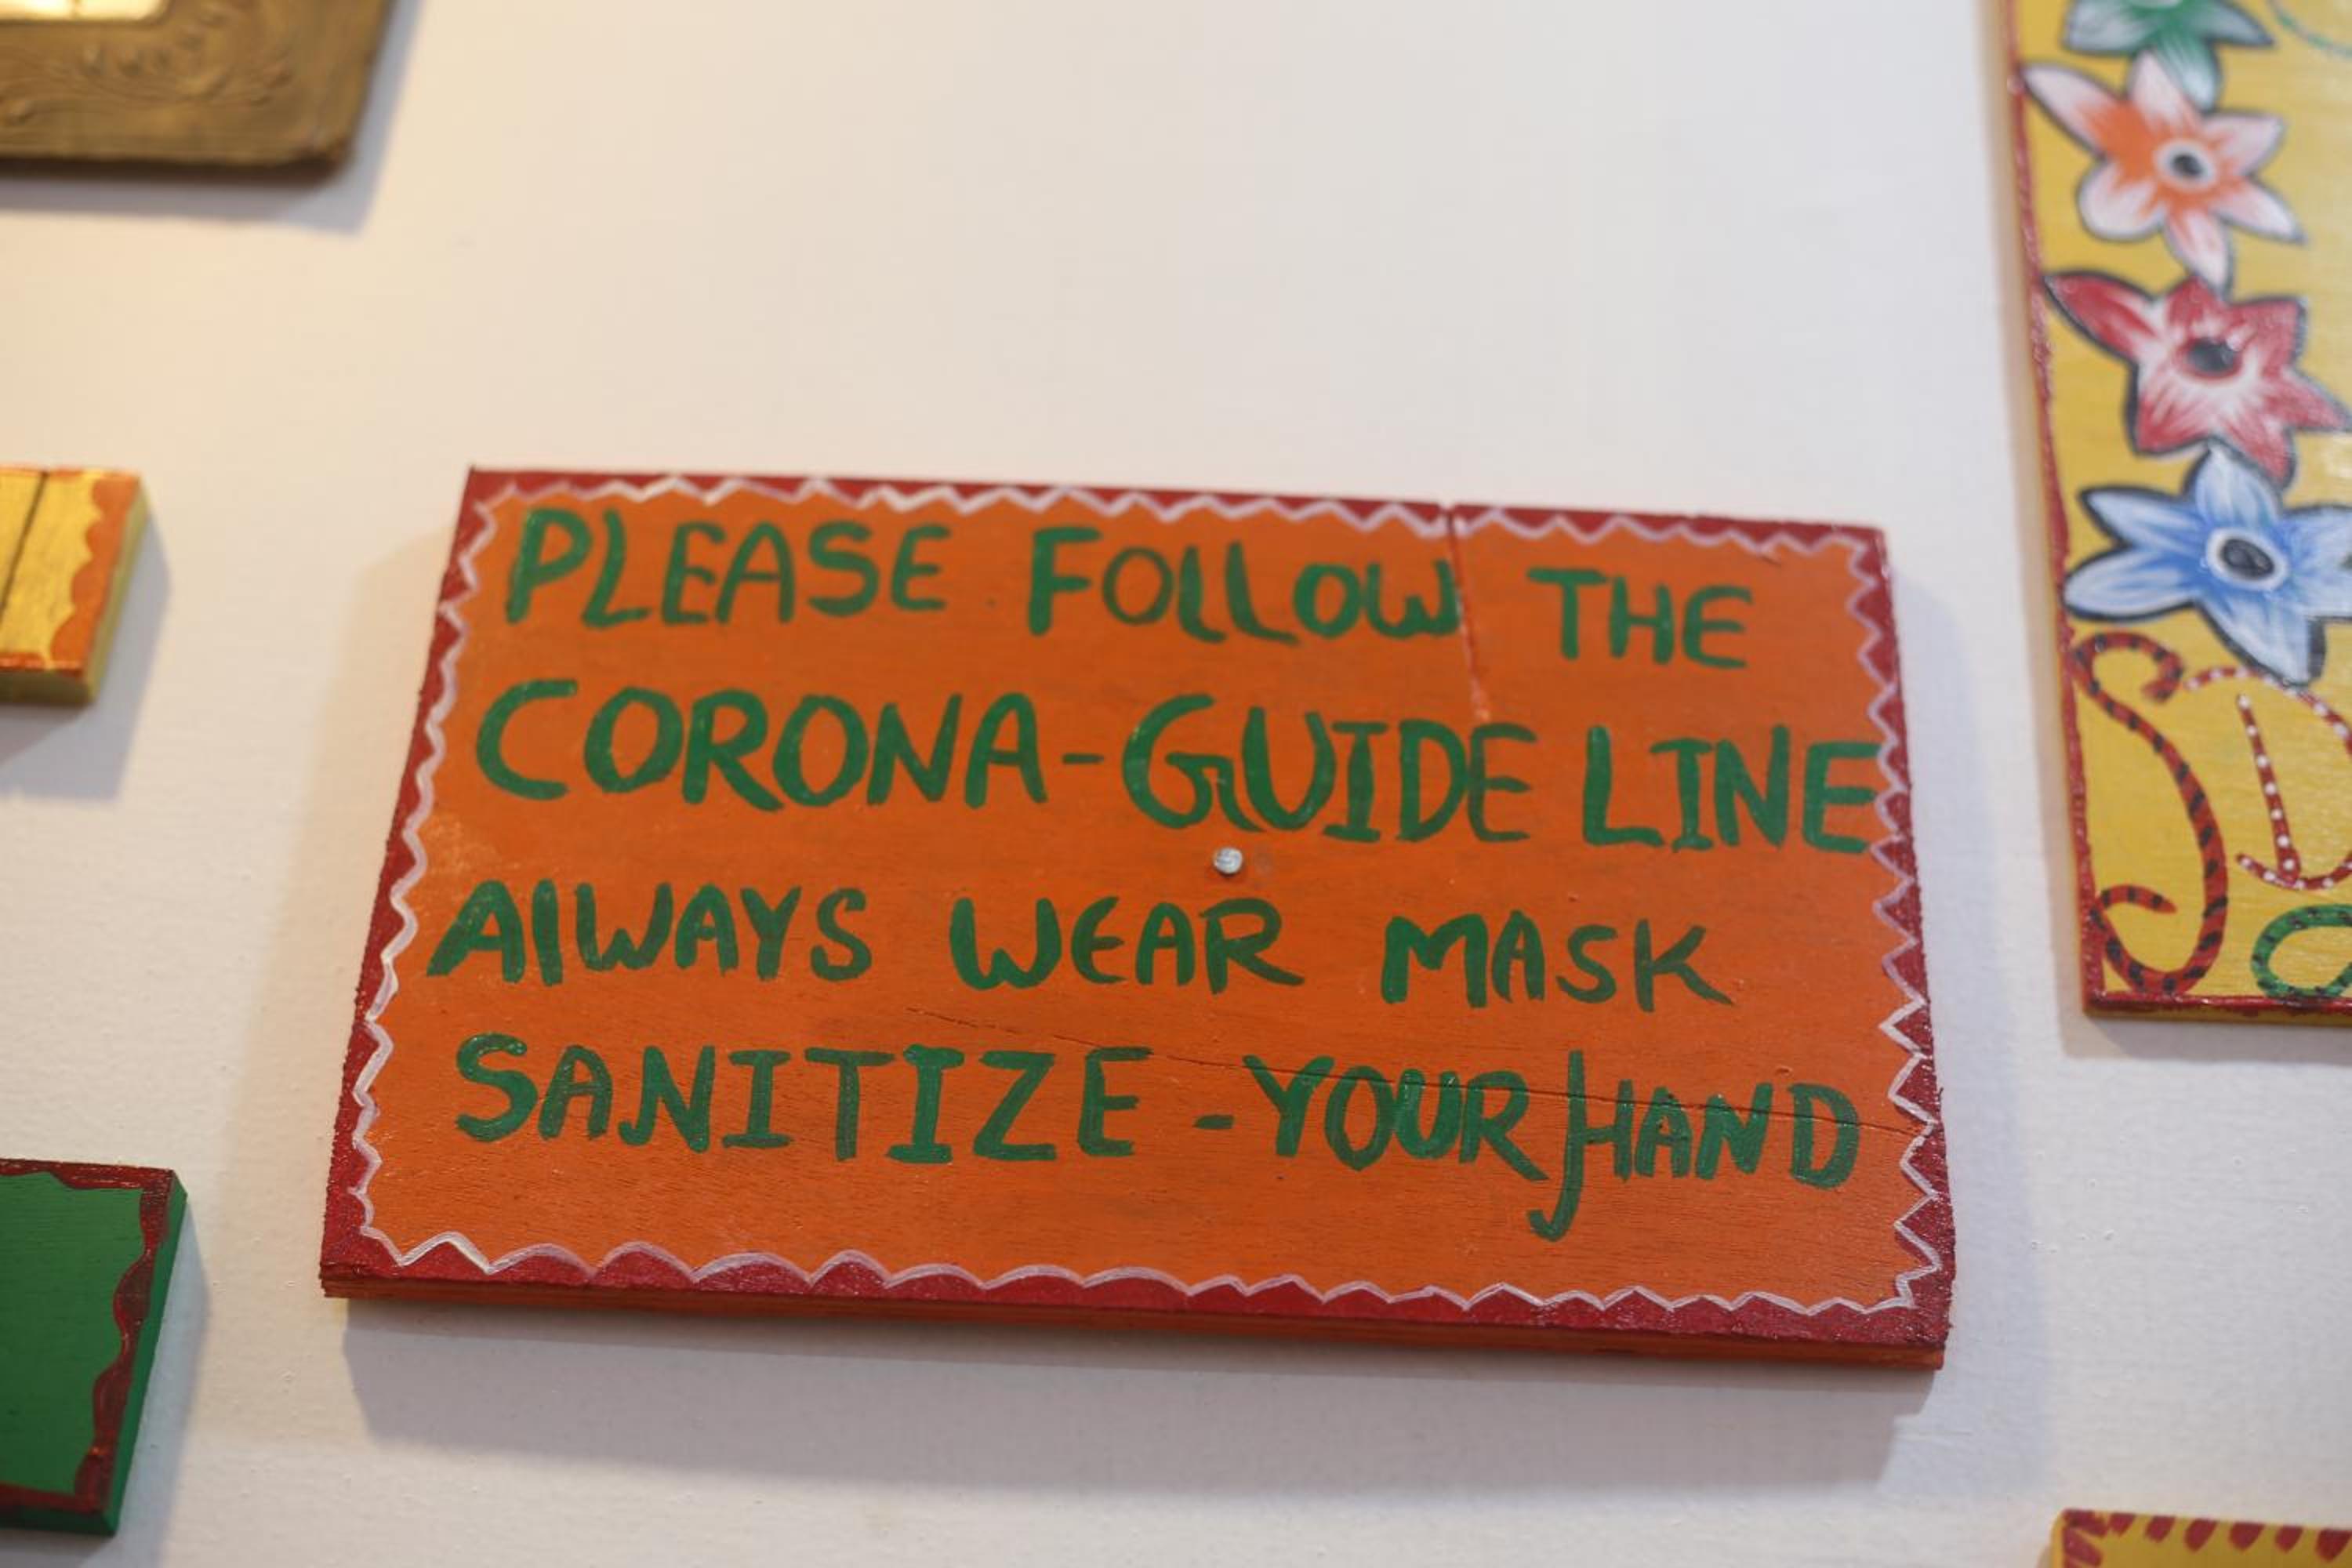 PLEASE FOLLOW THE
CORONA-GUIDE LINE
AlWAYS WEAR MASK
SANITIZE -YOUR HAND